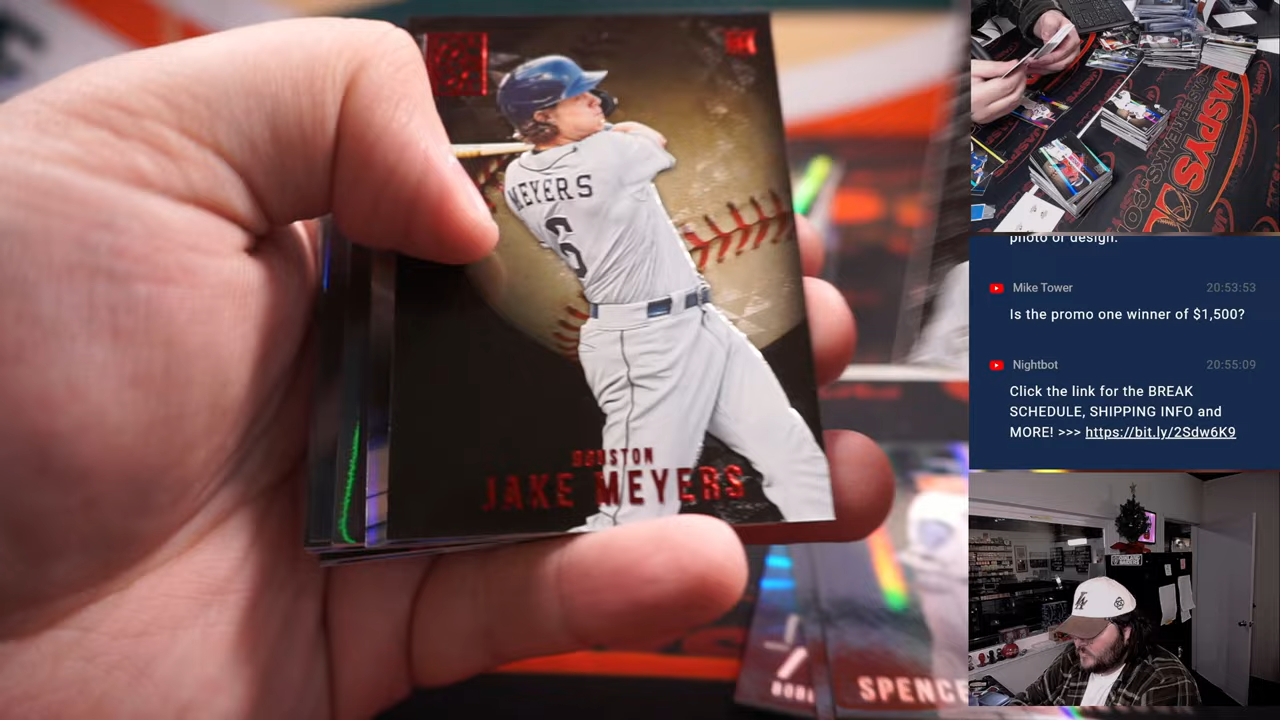 MEYERS
6
HOUSTON
JAKE MEYERS
SPENCE
JASPYS
CASEBREAKS.CO
photo or design.
Mike Tower
20:53:53
Is the promo one winner of $1,500?
Nightbot
20:55:09
Click the link for the BREAK
SCHEDULE, SHIPPING INFO and
MORE! >>> https://bit.ly/2Sdw6K9